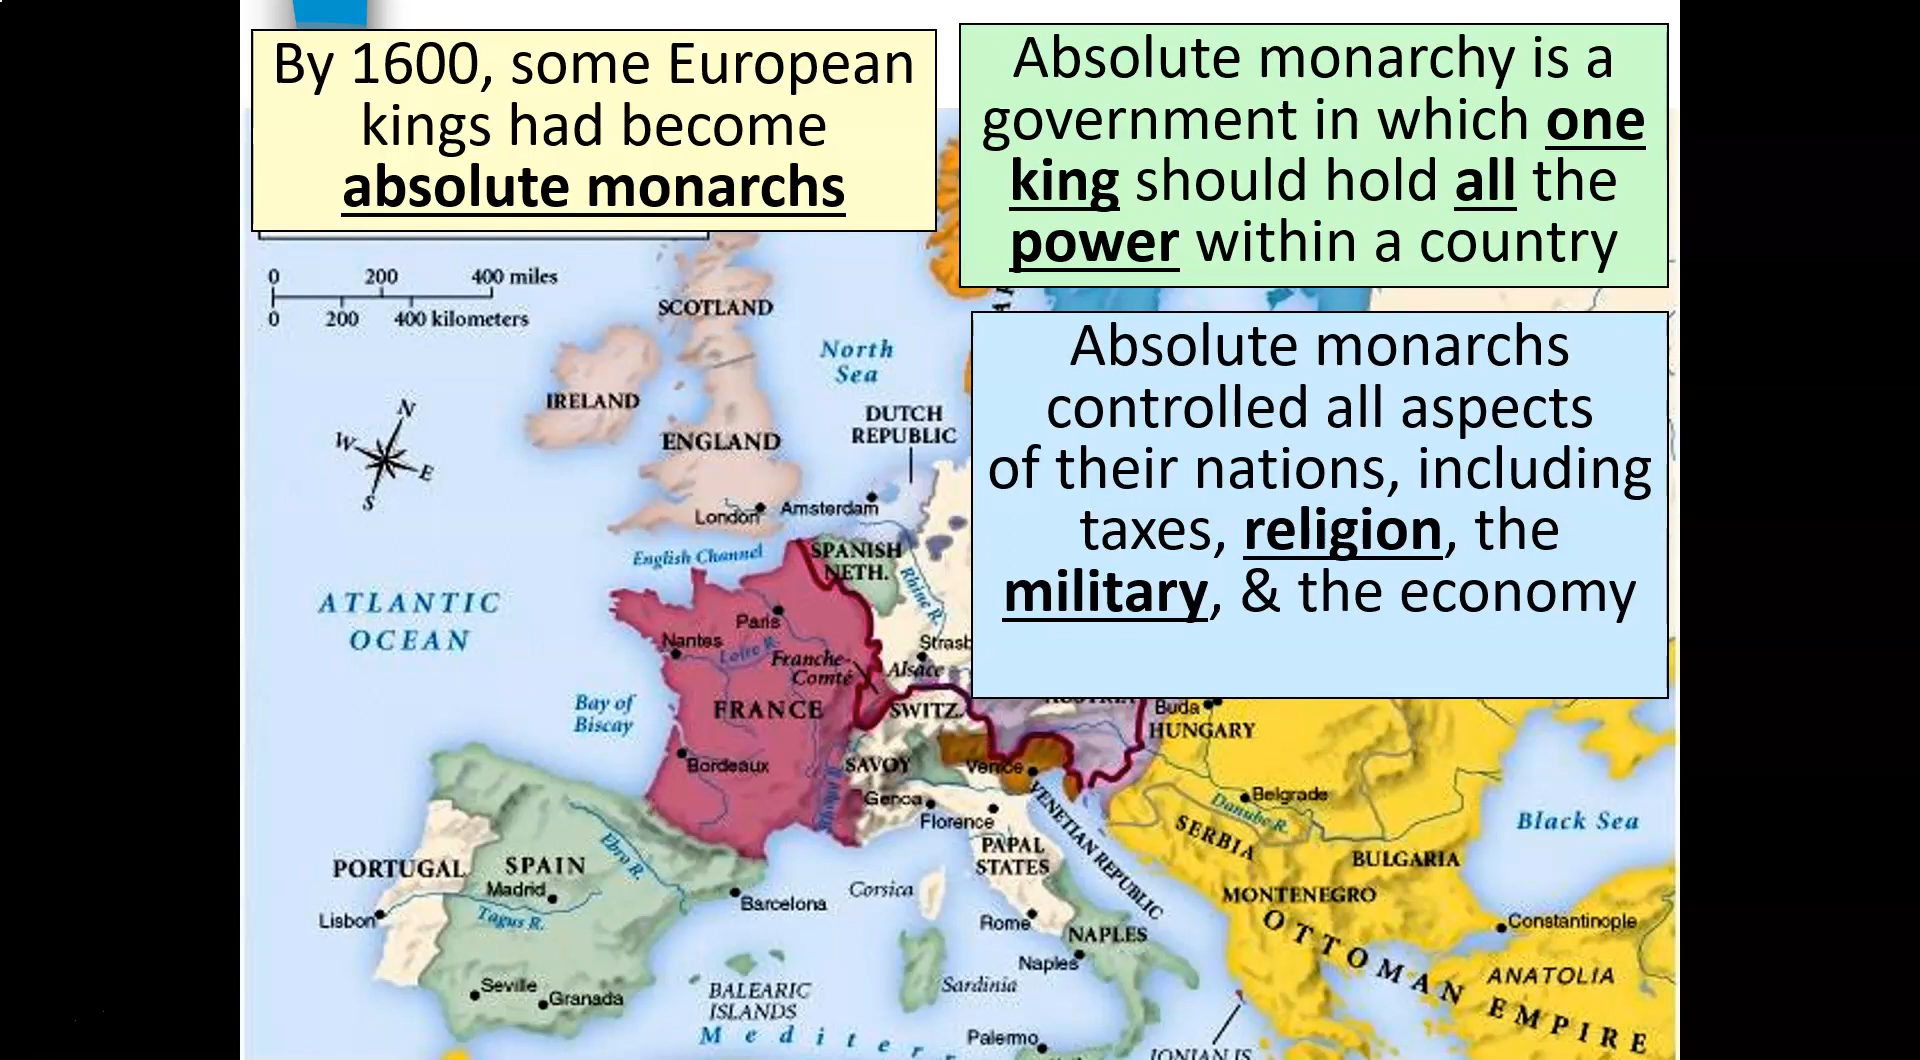 By 1600, some European
kings had become
absolute monarchs
Absolute monarchy is a
government in which one
king should hold all the
power within a country
Absolute monarchs
controlled all aspects
of their nations, including
taxes, religion, the
military, & the economy
0 200 400 miles
0 200 400 kilometers
N
W
E
S
SCOTLAND
North
Sea
IRELAND
DUTCH
REPUBLIC
ENGLAND
London
Amsterdam
English Channel
SPANISH
NETH.
Rhine R.
ATLANTIC
OCEAN
Paris
Nantes
Loire R.
Franche-
Comté
Alsace
Bay of
Biscay
FRANCE
SWITZ.
Buda
HUNGARY
Bordeaux
SAVOY
Venice
Genoa
Florence
VENETIAN REPUBLIC
Belgrade
Danube R.
SERBIA
Black Sea
BULGARIA
PAPAL
STATES
PORTUGAL
SPAIN
Ebro R.
Madrid
Corsica
MONTENEGRO
Barcelona
Lisbon
Tagus R.
Rome
NAPLES
Constantinople
OTTOMAN EMPIRE
Naples
ANATOLIA
Seville
Granada
BALEARIC
ISLANDS
Sardinia
Palermo
IONIAN IS.